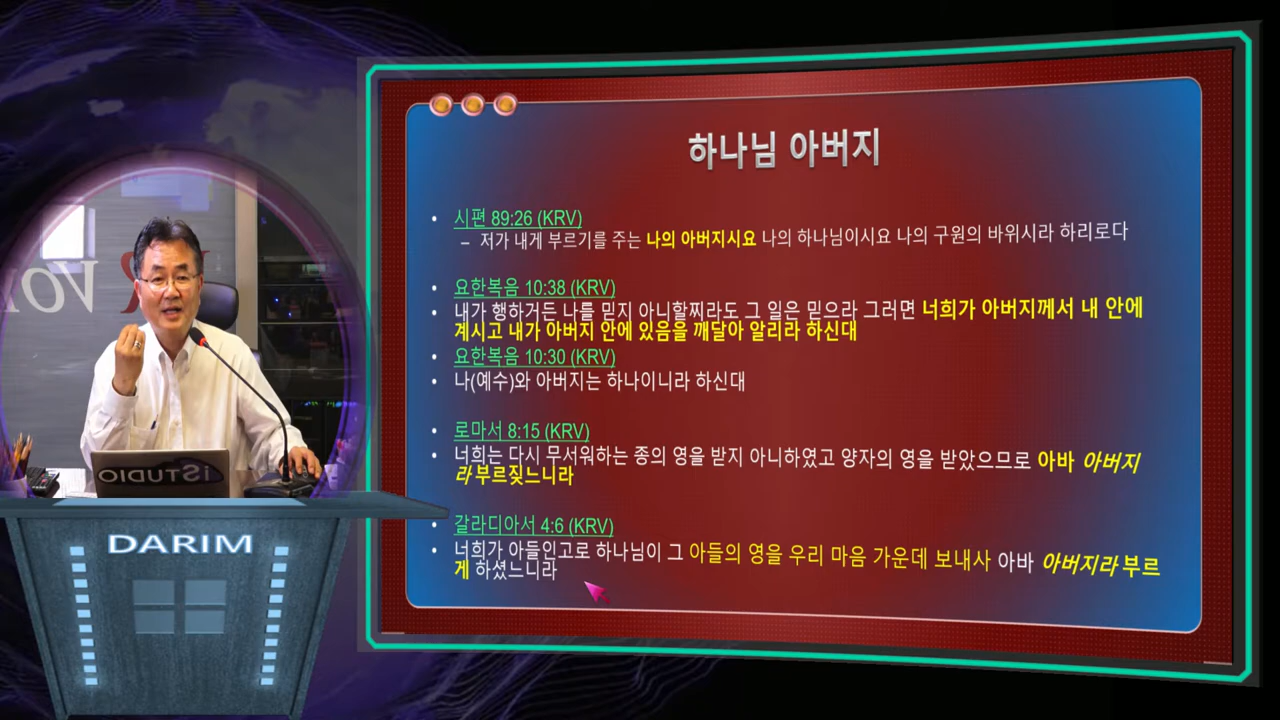 하나님 아버지
시편 89:26 (KRV)
– 저가 내게 부르기를 주는 나의 아버지시요 나의 하나님이시요 나의 구원의 바위시라 하리로다
요한복음 10:38 (KRV)
내가 행하거든 나를 믿지 아니할찌라도 그 일은 믿으라 그러면 너희가 아버지께서 내 안에
계시고 내가 아버지 안에 있음을 깨달아 알리라 하신대
요한복음 10:30 (KRV)
나(예수)와 아버지는 하나이니라 하신대
로마서 8:15 (KRV)
너희는 다시 무서워하는 종의 영을 받지 아니하였고 양자의 영을 받았으므로 아바 아버지
라 부르짖느니라
갈라디아서 4:6 (KRV)
너희가 아들인고로 하나님이 그 아들의 영을 우리 마음 가운데 보내사 아바 아버지라 부르
게 하셨느니라
iSTUDIO
DARIM